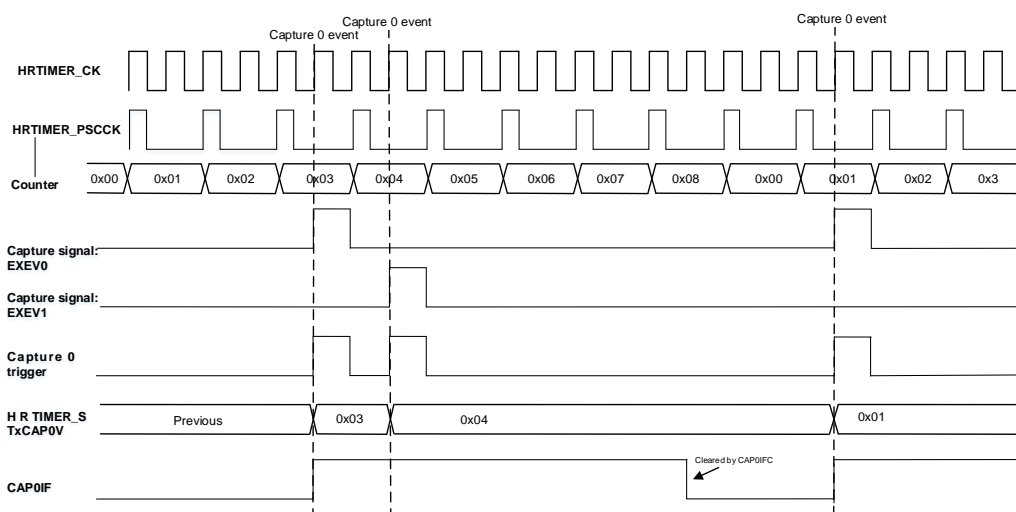 Capture 0 event
Capture 0 event
Capture 0 event
HRTIMER_CK
HRTIMER_PSCCK
Counter
0x00 0x01 0x02 0x03 0x04 0x05 0x06 0x07 0x08 0x00 0x01 0x02 0x3
Capture signal:
EXEV0
Capture signal:
EXEV1
Capture 0
trigger
HRTIMER_S
TxCAP0V
Previous 0x03 0x04 0x01
Cleared by CAP0IFC
CAP0IF